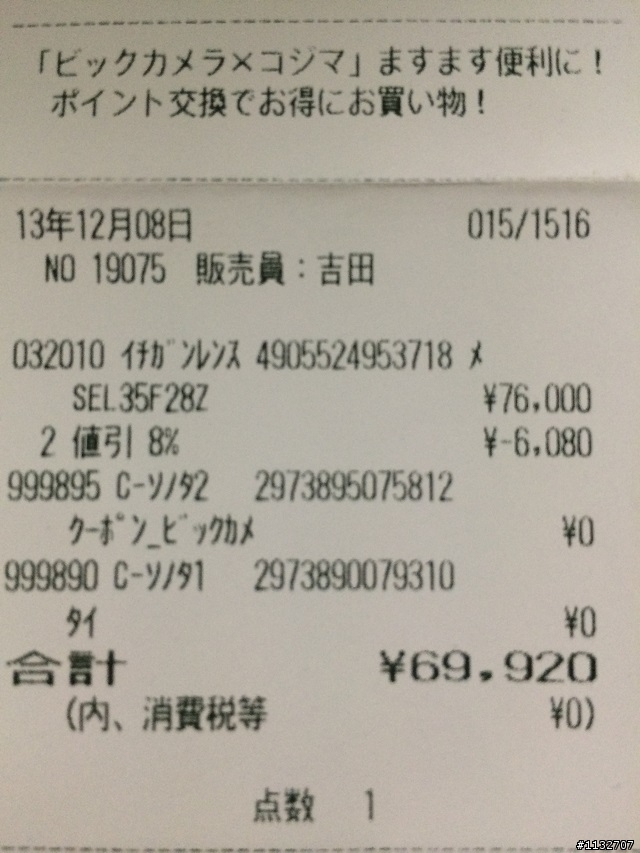 「ビックカメラ×コジマ」ますます便利に!
ポイント交換でお得にお買い物!
13年12月08日 015/1516
NO 19075 販売員:吉田
032010 ｲﾁｶﾞﾝﾚﾝｽﾞ 4905524953718 ﾒ
SEL35F28Z ¥76,000
2 値引 8% ¥-6,080
999895 C-ｿﾉﾀ2 2973895075812
ｸｰﾎﾟﾝ_ﾋﾞｯｸｶﾒ ¥0
999890 C-ｿﾉﾀ1 2973890079310
ﾀｲ ¥0
合計 ¥69,920
(内、消費税等 ¥0)
点数 1
#1132707